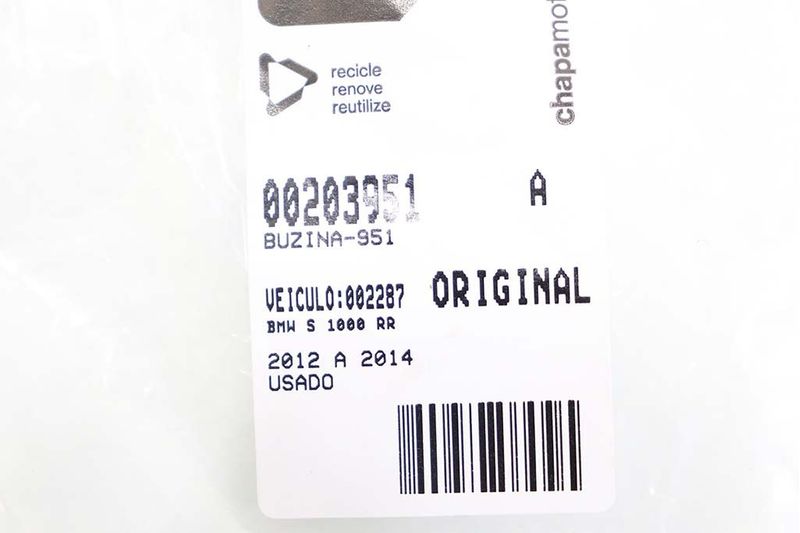 recicle
renove
reutilize
chapamot
00203951 A
BUZINA-951
VEICULO:002287 ORIGINAL
BMW S 1000 RR
2012 A 2014
USADO